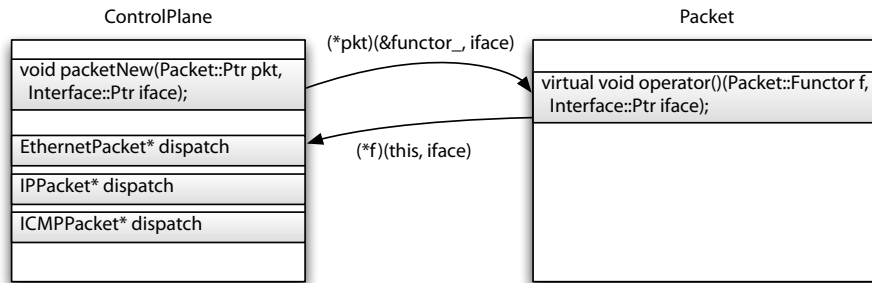 ControlPlane
Packet
(*pkt)(&functor_, iface)
void packetNew(Packet::Ptr pkt,
Interface::Ptr iface);
virtual void operator()(Packet::Functor f,
Interface::Ptr iface);
EthernetPacket* dispatch
(*f)(this, iface)
IPPacket* dispatch
ICMPPacket* dispatch